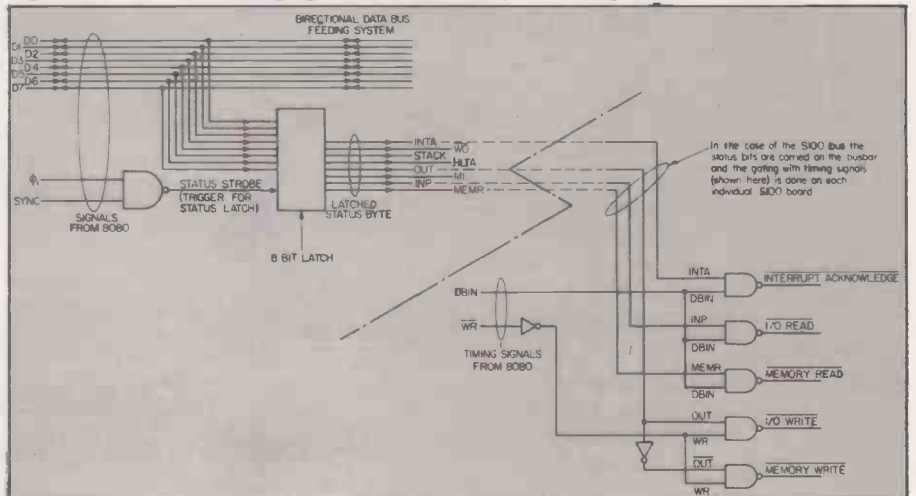 BIRECTIONAL DATA BUS
FEEDING SYSTEM
D0
D1
D2
D3
D4
D5
D6
D7
INTA
WO
STACK
HLTA
OUT
M1
INP
MEMR
In the case of the S100 bus the
status bits are carried on the busbar
and the gating with timing signals
(shown here) is done on each
individual S100 board
Φ1
SYNC
STATUS STROBE
(TRIGGER FOR
STATUS LATCH)
LATCHED
STATUS BYTE
SIGNALS
FROM 8080
8 BIT LATCH
INTA
INTERRUPT ACKNOWLEDGE
DBIN
DBIN
INP
I/O READ
WR
DBIN
TIMING SIGNALS
FROM 8080
MEMR
MEMORY READ
DBIN
OUT
I/O WRITE
WR
OUT
MEMORY WRITE
WR